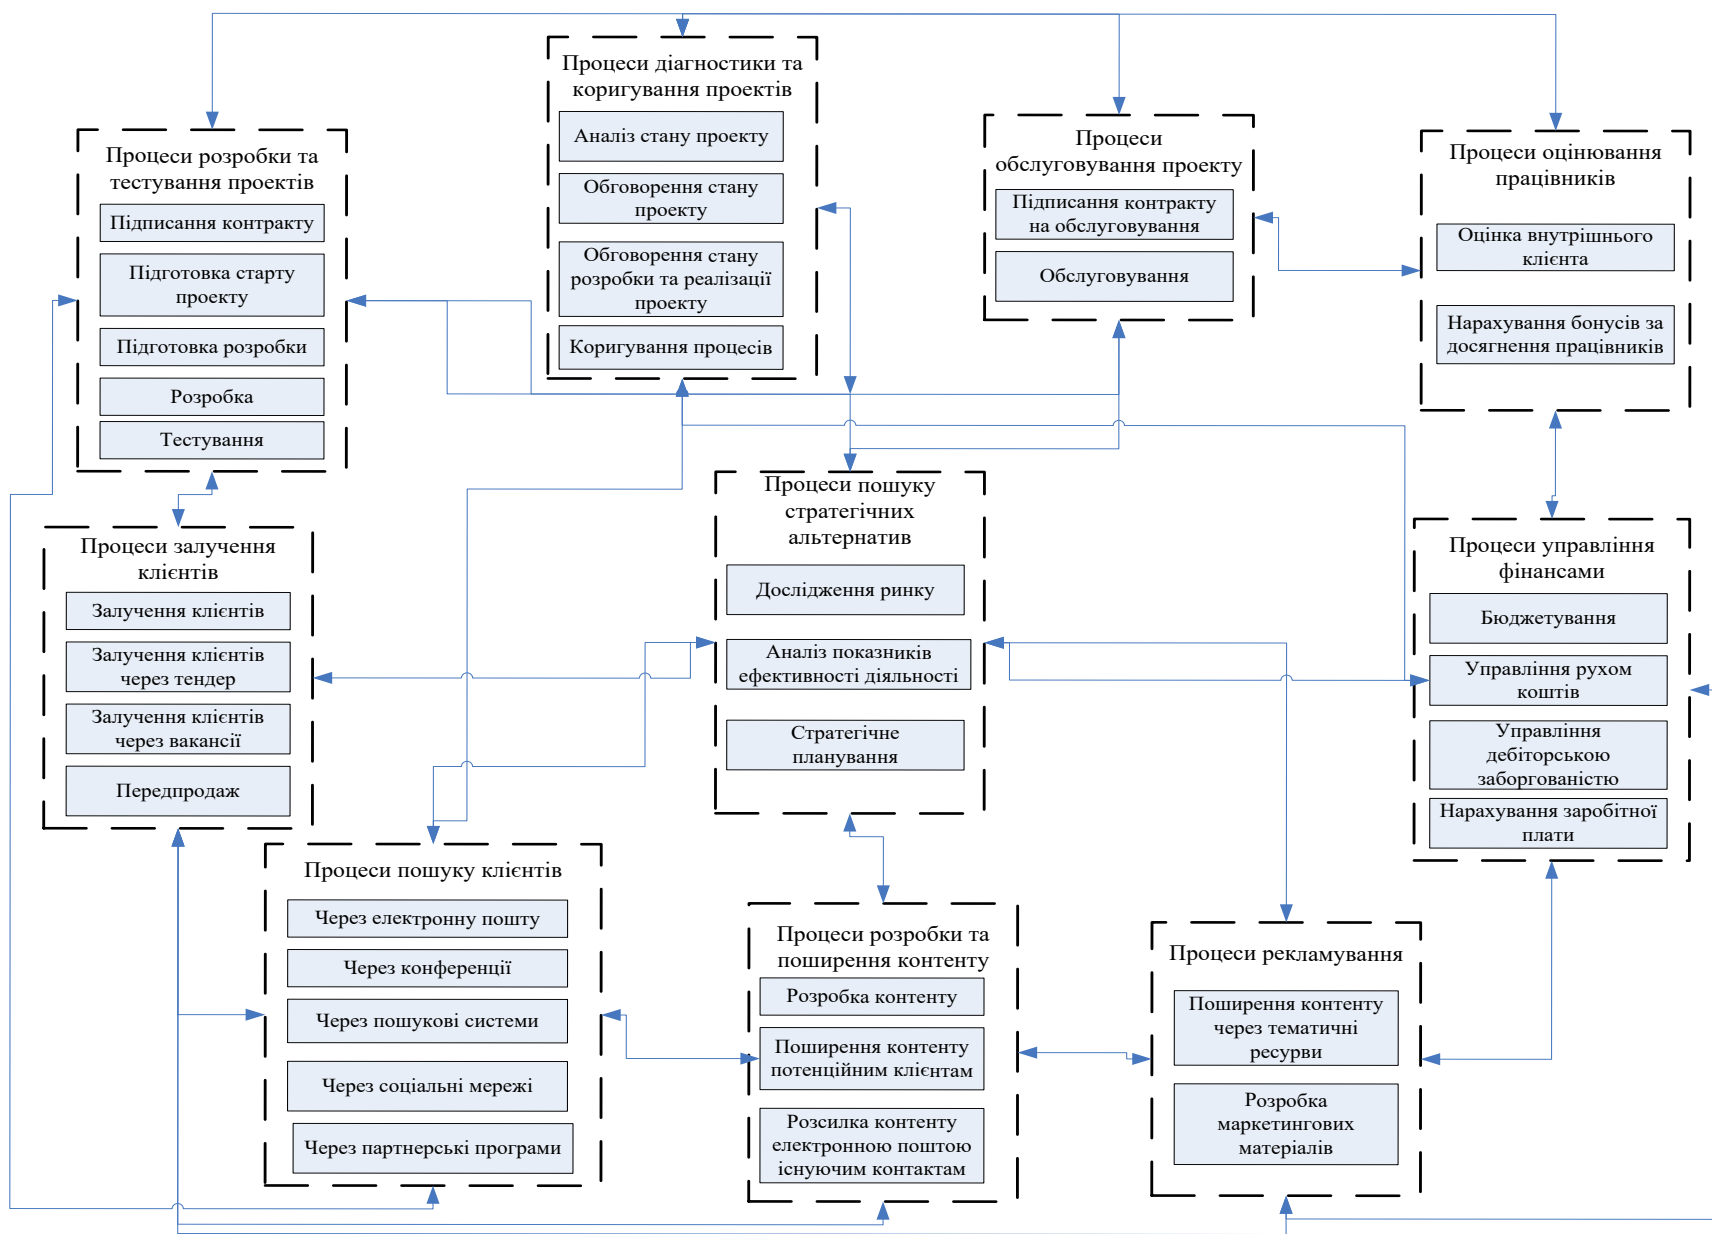 Процеси діагностики та
коригування проектів
Аналіз стану проекту
Обговорення стану
проекту
Обговорення стану
розробки та реалізації
проекту
Коригування процесів
Процеси
обслуговування проекту
Підписання контракту
на обслуговування
Обслуговування
Процеси оцінювання
працівників
Оцінка внутрішнього
клієнта
Нарахування бонусів за
досягнення працівників
Процеси розробки та
тестування проектів
Підписання контракту
Підготовка старту
проекту
Підготовка розробки
Розробка
Тестування
Процеси залучення
клієнтів
Залучення клієнтів
Залучення клієнтів
через тендер
Залучення клієнтів
через вакансії
Передпродаж
Процеси пошуку
стратегічних
альтернатив
Дослідження ринку
Аналіз показників
ефективності діяльності
Стратегічне
планування
Процеси управління
фінансами
Бюджетування
Управління рухом
коштів
Управління
дебіторською
заборгованістю
Нарахування заробітної
плати
Процеси пошуку клієнтів
Через електронну пошту
Через конференції
Через пошукові системи
Через соціальні мережі
Через партнерські програми
Процеси розробки та
поширення контенту
Розробка контенту
Поширення контенту
потенційним клієнтам
Розсилка контенту
електронною поштою
існуючим контактам
Процеси рекламування
Поширення контенту
через тематичні
ресурви
Розробка
маркетингових
матеріалів